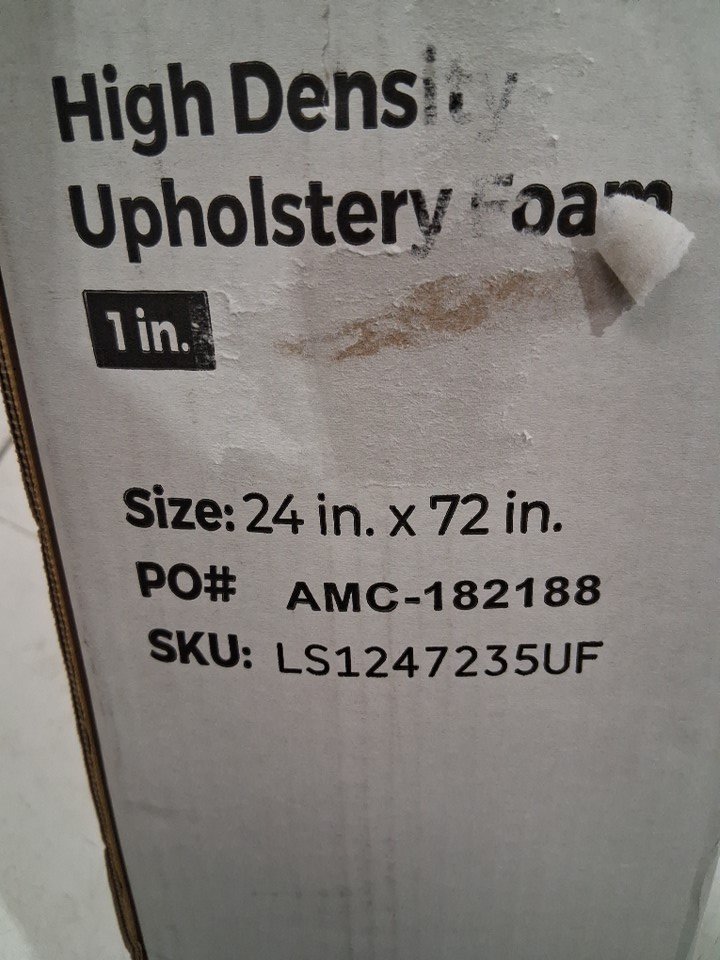 High Density
Upholstery Foam
1 in.
Size: 24 in. x 72 in.
PO# AMC-182188
SKU: LS1247235UF